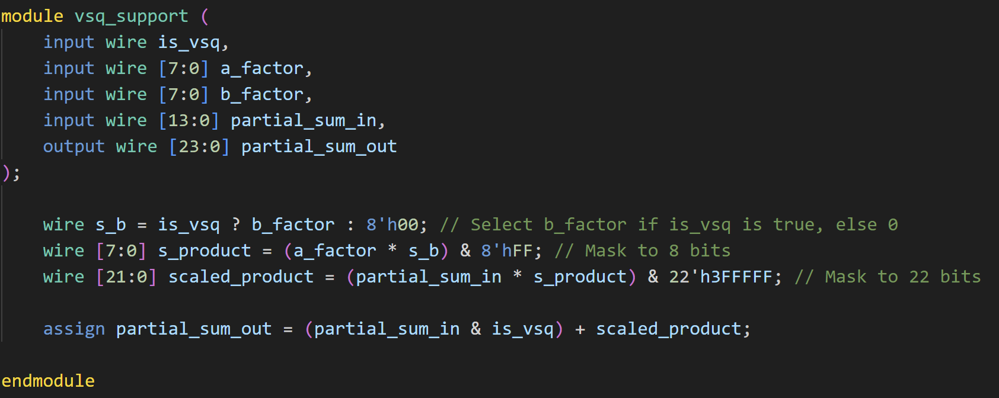 module vsq_support (
    input wire is_vsq,
    input wire [7:0] a_factor,
    input wire [7:0] b_factor,
    input wire [13:0] partial_sum_in,
    output wire [23:0] partial_sum_out
);
    wire s_b = is_vsq ? b_factor : 8'h00; // Select b_factor if is_vsq is true, else 0
    wire [7:0] s_product = (a_factor * s_b) & 8'hFF; // Mask to 8 bits
    wire [21:0] scaled_product = (partial_sum_in * s_product) & 22'h3FFFFF; // Mask to 22 bits
    assign partial_sum_out = (partial_sum_in & is_vsq) + scaled_product;
endmodule